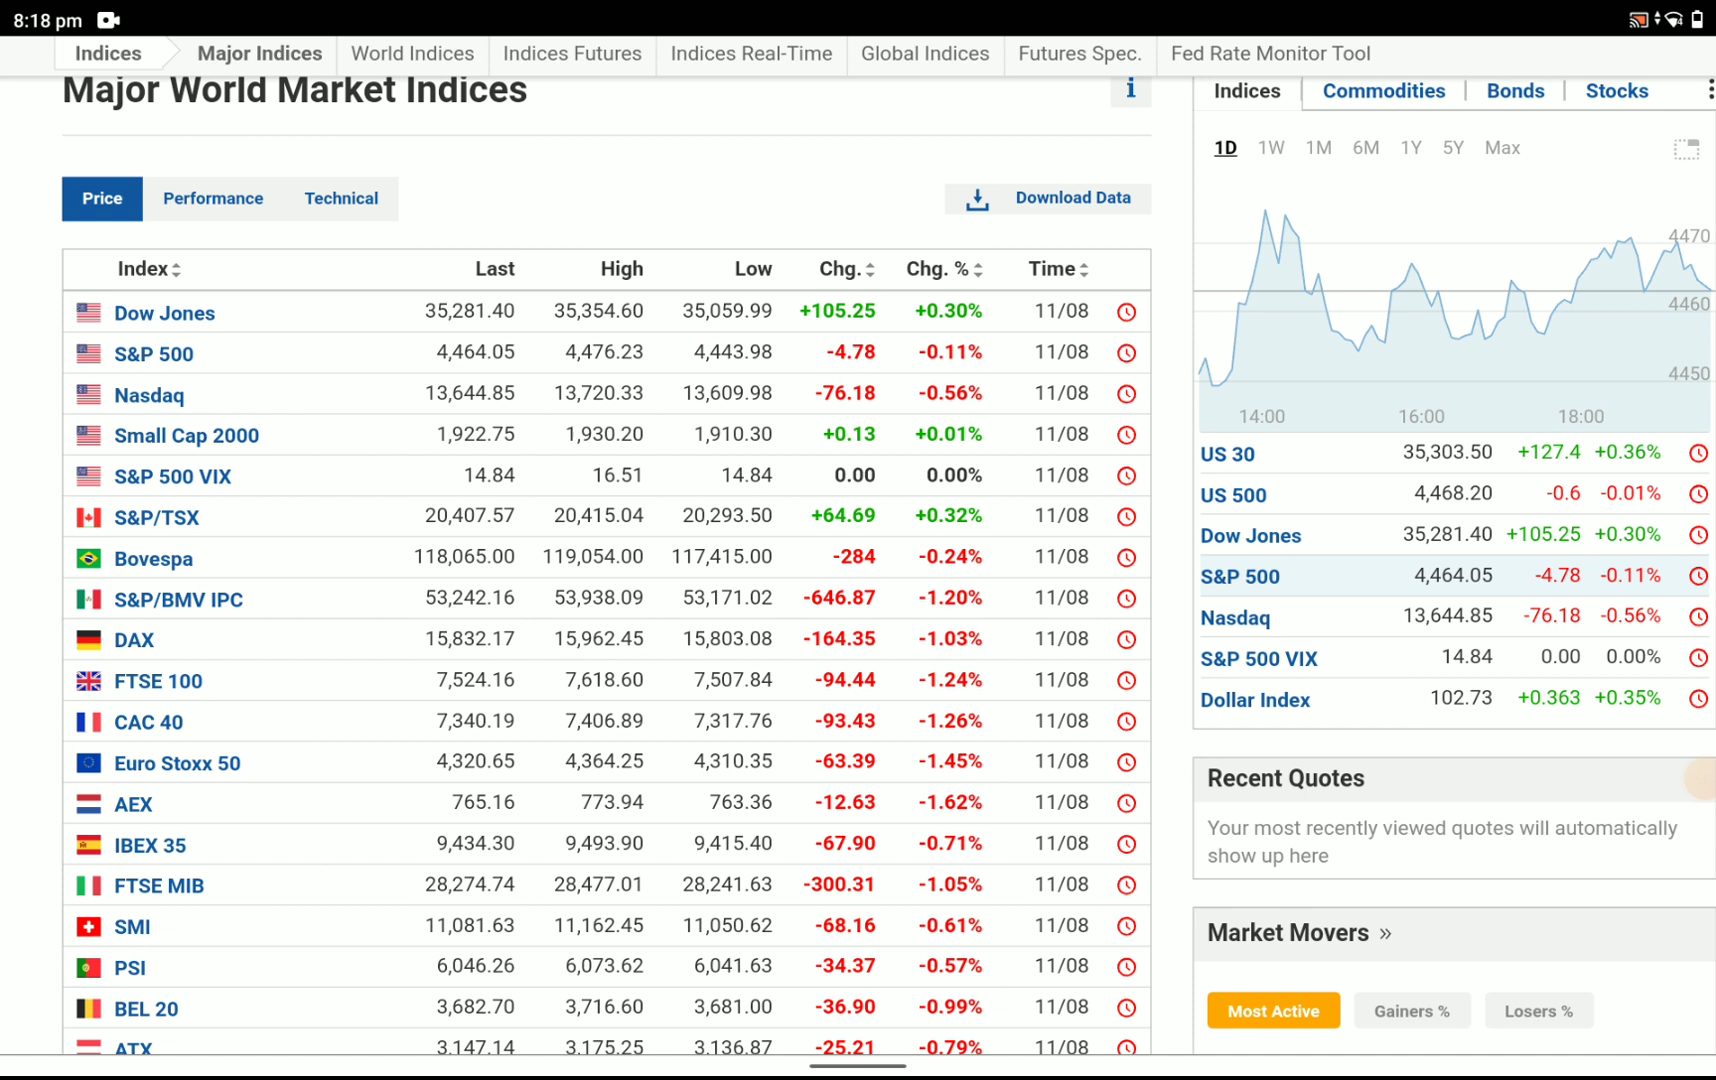 8:18 pm
Indices
Major Indices
World Indices
Indices Futures
Indices Real-Time
Global Indices
Futures Spec.
Fed Rate Monitor Tool
Major World Market Indices
i
Price Performance Technical
Download Data
Index Last High Low Chg. Chg. % Time
Dow Jones 35,281.40 35,354.60 35,059.99 +105.25 +0.30% 11/08
S&P 500 4,464.05 4,476.23 4,443.98 -4.78 -0.11% 11/08
Nasdaq 13,644.85 13,720.33 13,609.98 -76.18 -0.56% 11/08
Small Cap 2000 1,922.75 1,930.20 1,910.30 +0.13 +0.01% 11/08
S&P 500 VIX 14.84 16.51 14.84 0.00 0.00% 11/08
S&P/TSX 20,407.57 20,415.04 20,293.50 +64.69 +0.32% 11/08
Bovespa 118,065.00 119,054.00 117,415.00 -284 -0.24% 11/08
S&P/BMV IPC 53,242.16 53,938.09 53,171.02 -646.87 -1.20% 11/08
DAX 15,832.17 15,962.45 15,803.08 -164.35 -1.03% 11/08
FTSE 100 7,524.16 7,618.60 7,507.84 -94.44 -1.24% 11/08
CAC 40 7,340.19 7,406.89 7,317.76 -93.43 -1.26% 11/08
Euro Stoxx 50 4,320.65 4,364.25 4,310.35 -63.39 -1.45% 11/08
AEX 765.16 773.94 763.36 -12.63 -1.62% 11/08
IBEX 35 9,434.30 9,493.90 9,415.40 -67.90 -0.71% 11/08
FTSE MIB 28,274.74 28,477.01 28,241.63 -300.31 -1.05% 11/08
SMI 11,081.63 11,162.45 11,050.62 -68.16 -0.61% 11/08
PSI 6,046.26 6,073.62 6,041.63 -34.37 -0.57% 11/08
BEL 20 3,682.70 3,716.60 3,681.00 -36.90 -0.99% 11/08
ATX 3,147.14 3,175.25 3,136.87 -25.21 -0.79% 11/08
Indices Commodities Bonds Stocks
1D 1W 1M 6M 1Y 5Y Max
4470
4460
4450
14:00 16:00 18:00
US 30 35,303.50 +127.4 +0.36%
US 500 4,468.20 -0.6 -0.01%
Dow Jones 35,281.40 +105.25 +0.30%
S&P 500 4,464.05 -4.78 -0.11%
Nasdaq 13,644.85 -76.18 -0.56%
S&P 500 VIX 14.84 0.00 0.00%
Dollar Index 102.73 +0.363 +0.35%
Recent Quotes
Your most recently viewed quotes will automatically
show up here
Market Movers »
Most Active Gainers % Losers %